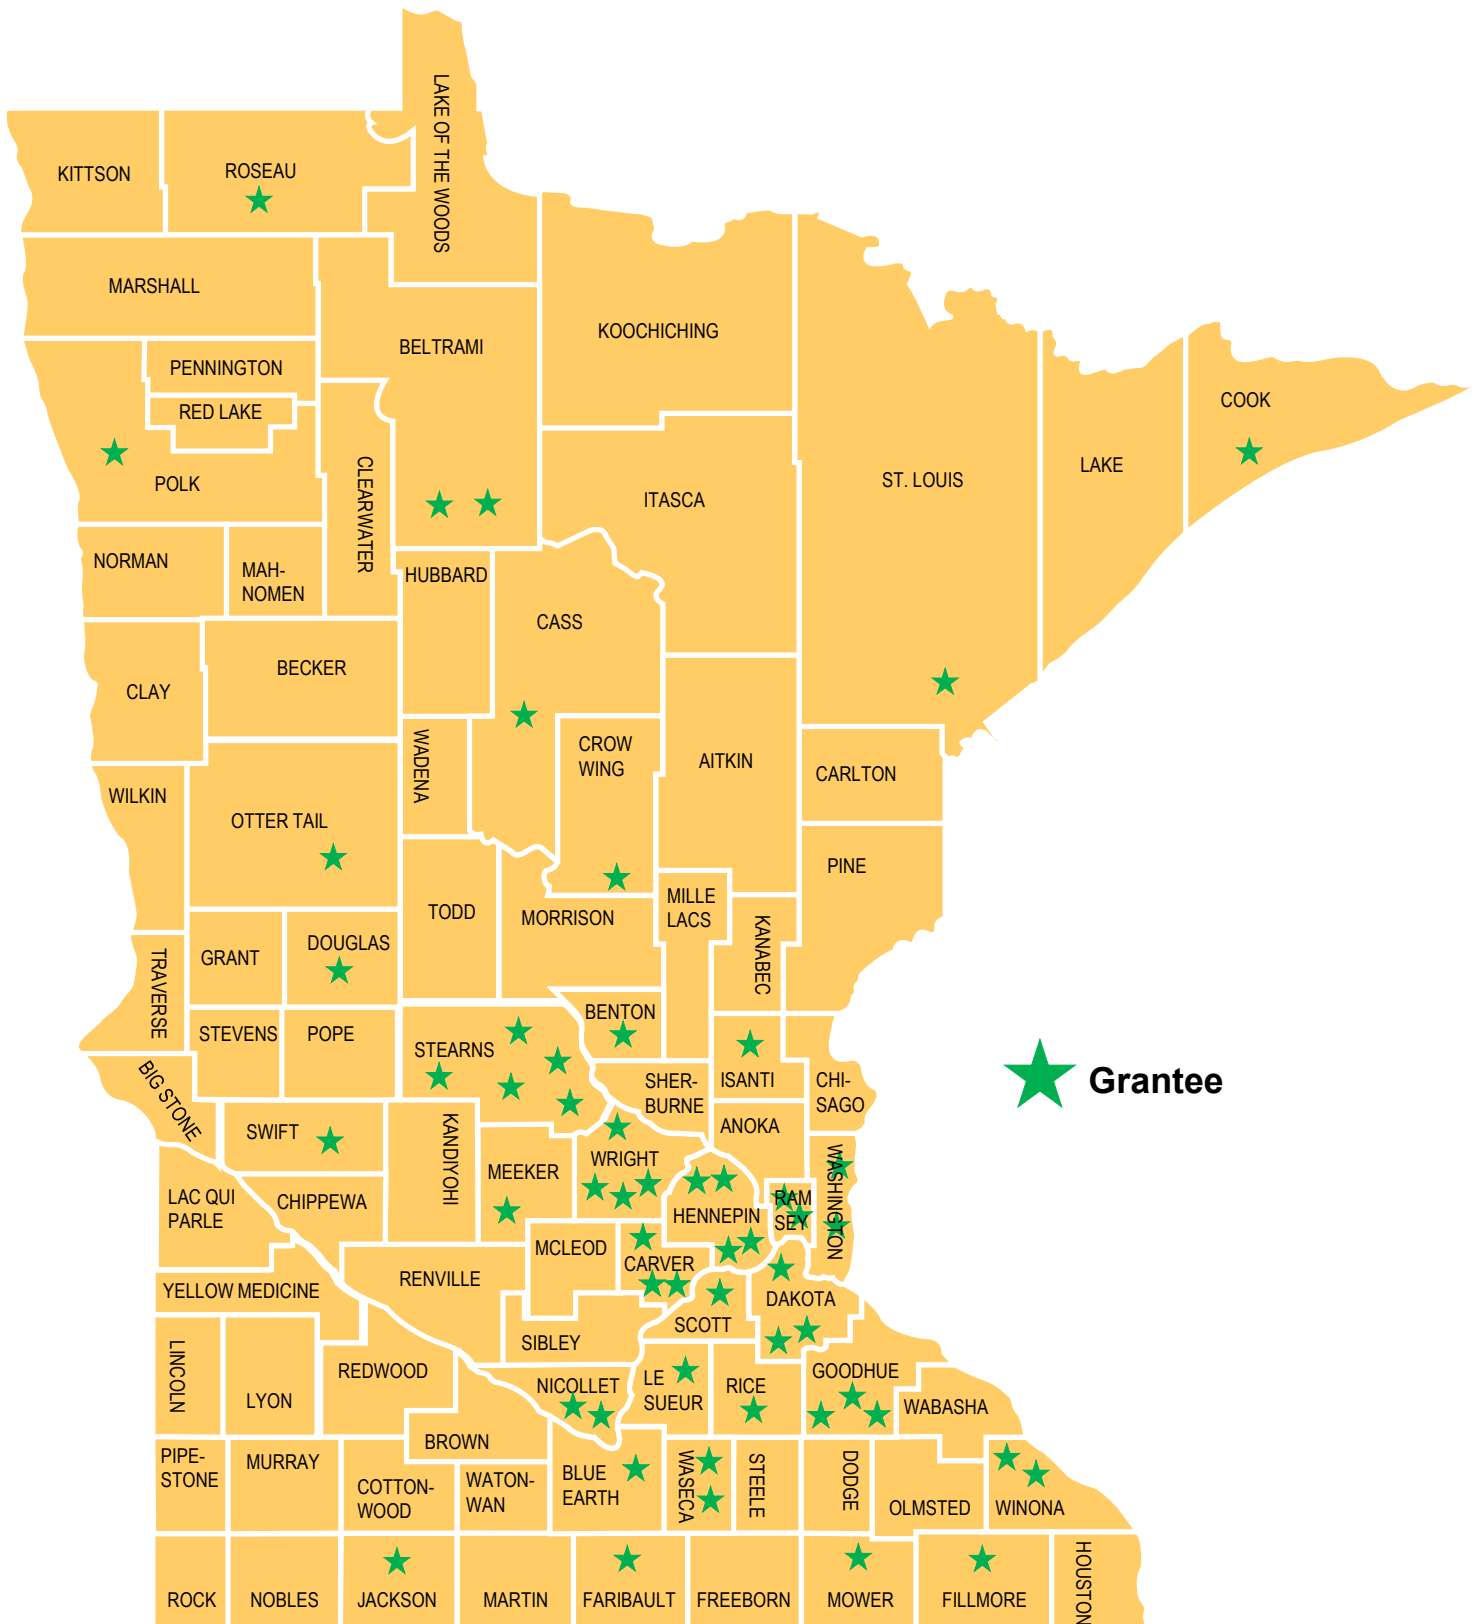 LAKE OF THE WOODS
KITTSON
ROSEAU
MARSHALL
KOOCHICHING
BELTRAMI
PENNINGTON
RED LAKE
COOK
POLK
CLEARWATER
ITASCA
ST. LOUIS
LAKE
NORMAN
MAH-
NOMEN
HUBBARD
CASS
BECKER
CLAY
WADENA
CROW
WING
AITKIN
CARLTON
WILKIN
OTTER TAIL
PINE
TODD
MORRISON
MILLE
LACS
KANABEC
GRANT
DOUGLAS
TRAVERSE
STEVENS
POPE
STEARNS
BENTON
BIG STONE
SHER-
BURNE
ISANTI
CHI-
SAGO
Grantee
SWIFT
KANDIYOHI
MEEKER
WRIGHT
ANOKA
WASHINGTON
LAC QUI
PARLE
CHIPPEWA
HENNEPIN
RAM
SEY
MCLEOD
CARVER
YELLOW MEDICINE
RENVILLE
DAKOTA
SCOTT
SIBLEY
LINCOLN
LYON
REDWOOD
NICOLLET
LE
SUEUR
RICE
GOODHUE
WABASHA
BROWN
PIPE-
STONE
MURRAY
COTTON-
WOOD
WATON-
WAN
BLUE
EARTH
WASECA
STEELE
DODGE
OLMSTED
WINONA
ROCK
NOBLES
JACKSON
MARTIN
FARIBAULT
FREEBORN
MOWER
FILLMORE
HOUSTON